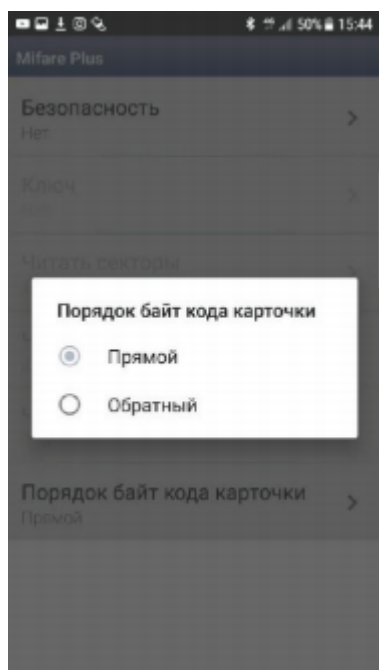 50% 15:44
Mifare Plus
Безопасность
Нет
Ключ
Читать секторы
Порядок байт кода карточки
Прямой
Обратный
Порядок байт кода карточки
Прямой